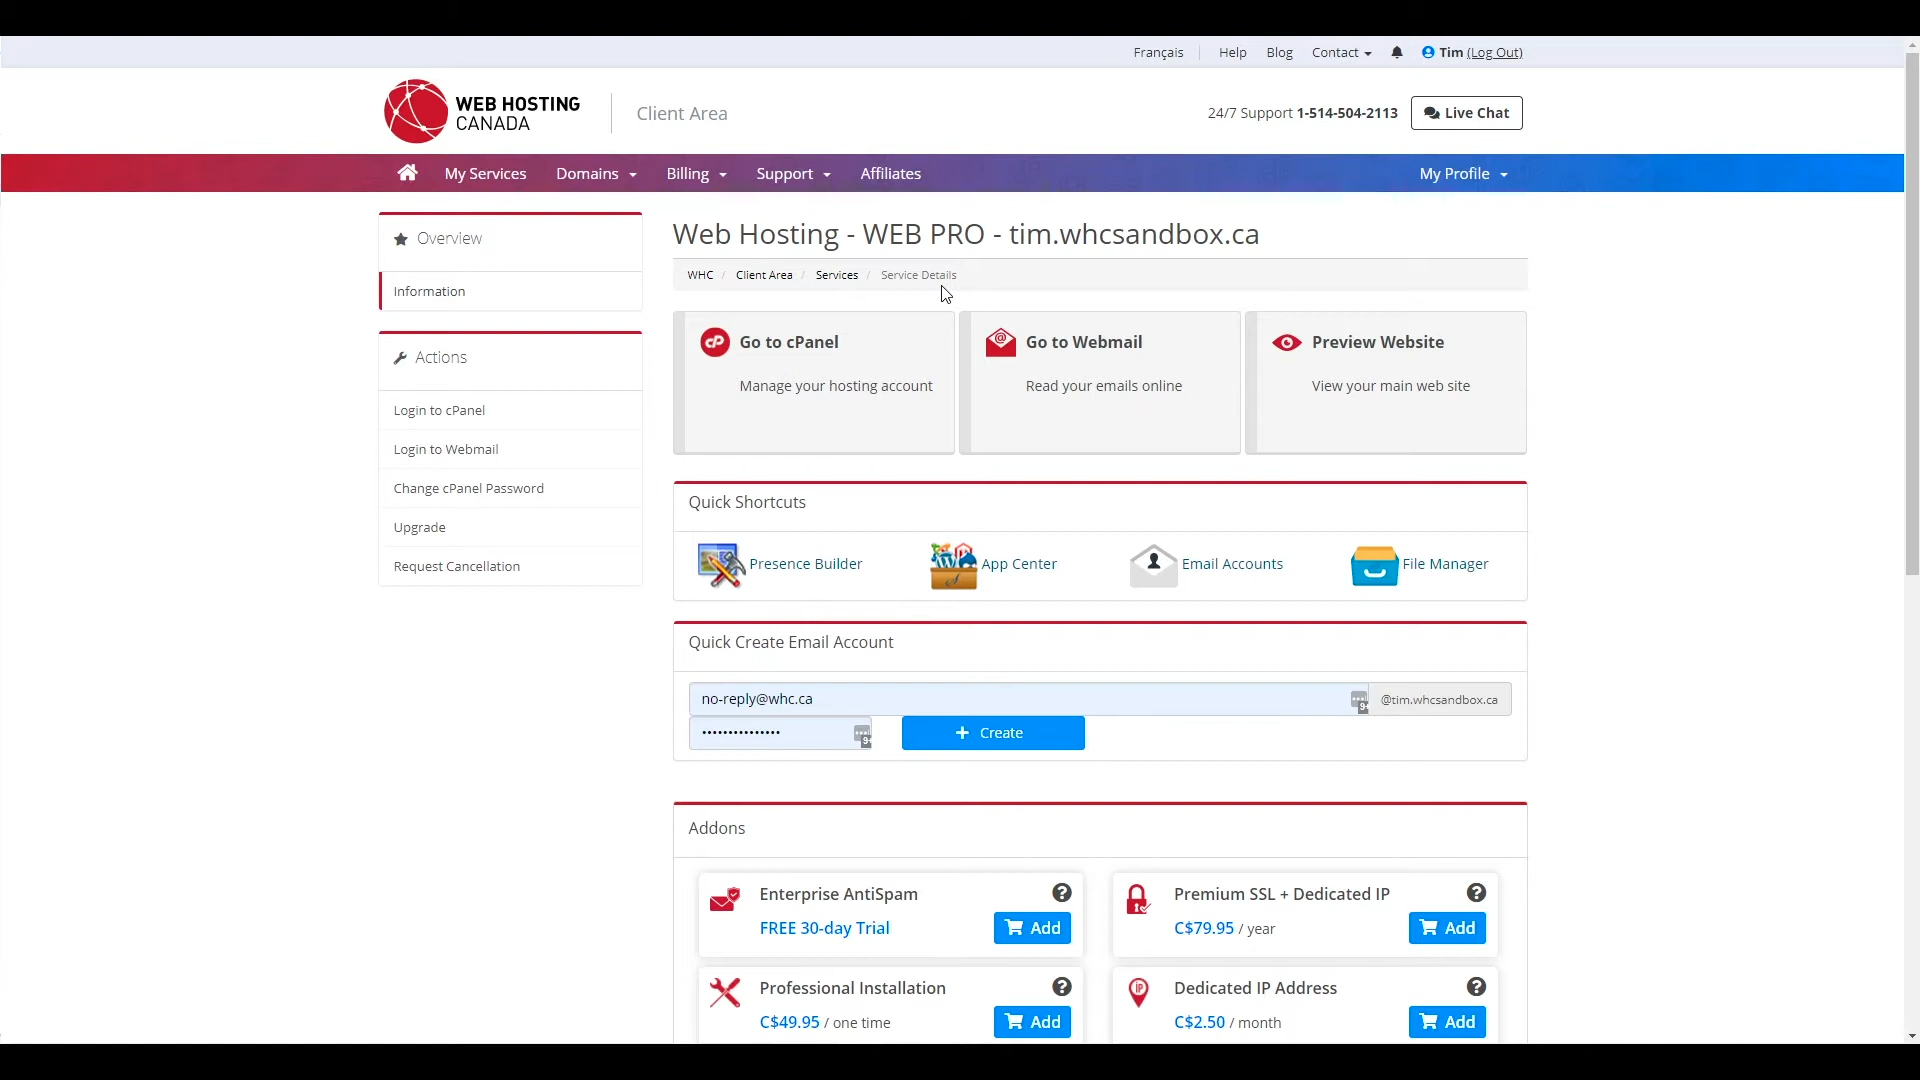 Français
Help
Blog
Contact
Tim (Log Out)
WEB HOSTING
CANADA
Client Area
24/7 Support 1-514-504-2113
Live Chat
My Services
Domains
Billing
Support
Affiliates
My Profile
Overview
Information
Actions
Login to cPanel
Login to Webmail
Change cPanel Password
Upgrade
Request Cancellation
Web Hosting - WEB PRO - tim.whcsandbox.ca
WHC / Client Area / Services / Service Details
cP
Go to cPanel
Manage your hosting account
@
Go to Webmail
Read your emails online
Preview Website
View your main web site
Quick Shortcuts
Presence Builder
App Center
Email Accounts
File Manager
Quick Create Email Account
no-reply@whc.ca
9+
@tim.whcsandbox.ca
•••••••••••••••
9+
+ Create
Addons
Enterprise AntiSpam
?
FREE 30-day Trial
Add
Premium SSL + Dedicated IP
?
C$79.95 / year
Add
Professional Installation
?
C$49.95 / one time
Add
IP
Dedicated IP Address
?
C$2.50 / month
Add